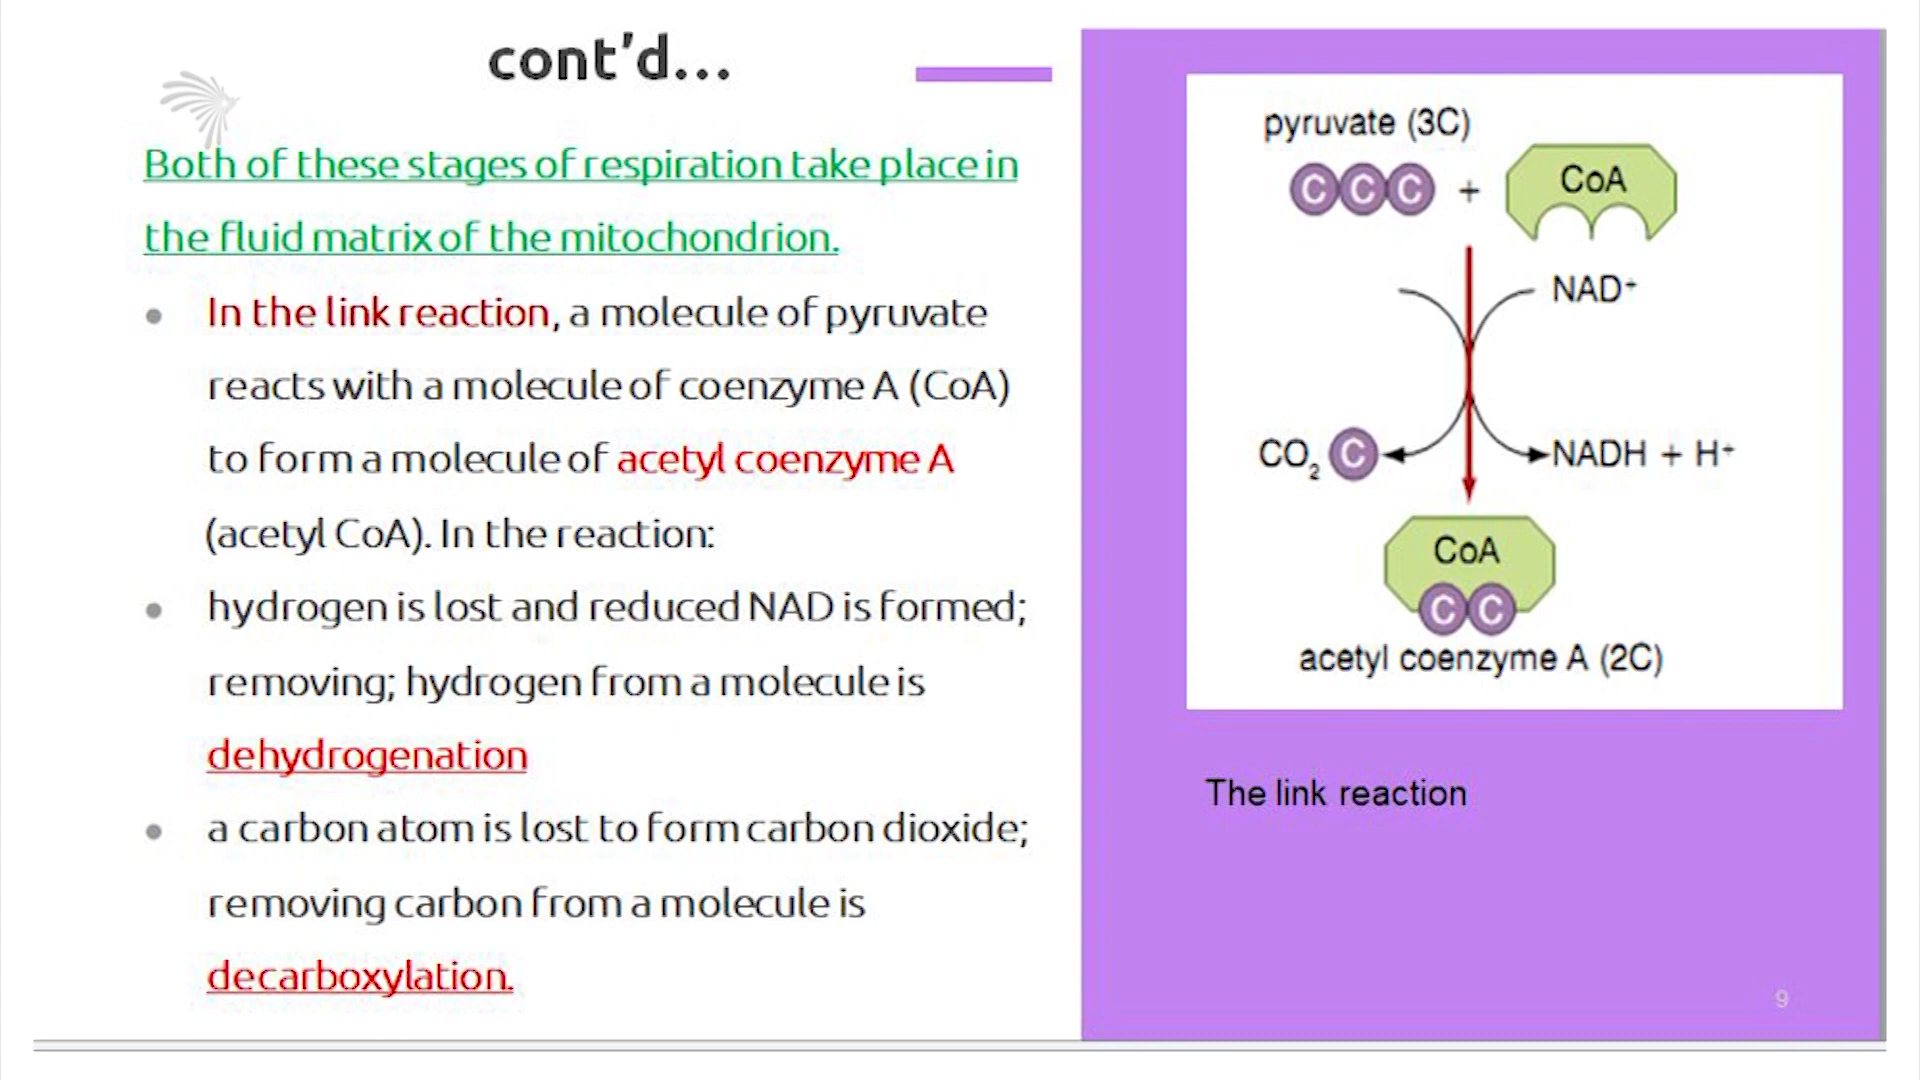 cont’d...
Both of these stages of respiration take place in
the fluid matrix of the mitochondrion.
● In the link reaction, a molecule of pyruvate
reacts with a molecule of coenzyme A (CoA)
to form a molecule of acetyl coenzyme A
(acetyl CoA). In the reaction:
● hydrogen is lost and reduced NAD is formed;
removing; hydrogen from a molecule is
dehydrogenation
● a carbon atom is lost to form carbon dioxide;
removing carbon from a molecule is
decarboxylation.
pyruvate (3C)
C C C + CoA
NAD⁺
CO₂ C NADH + H⁺
CoA
C C
acetyl coenzyme A (2C)
The link reaction
9